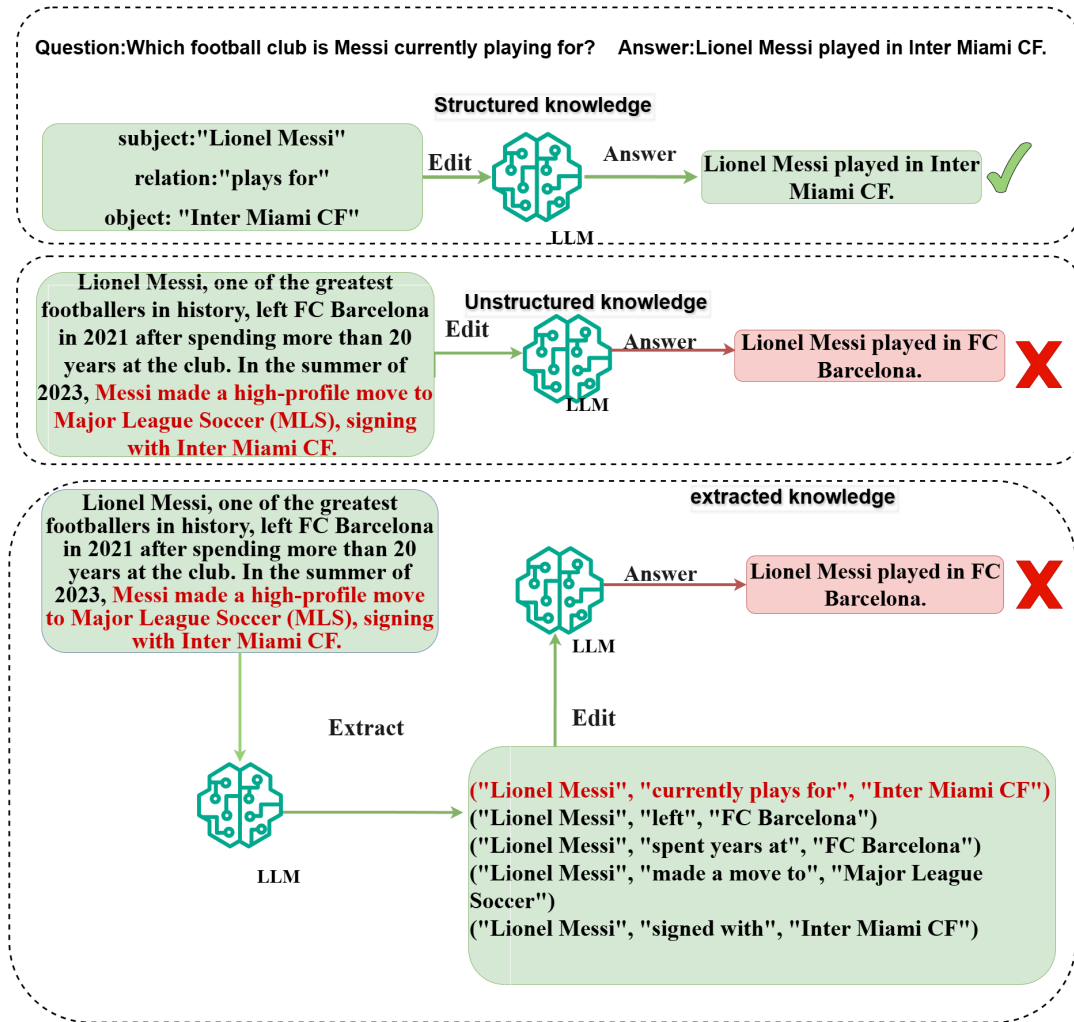 Question:Which football club is Messi currently playing for? Answer:Lionel Messi played in Inter Miami CF.
Structured knowledge
subject:"Lionel Messi"
relation:"plays for"
object: "Inter Miami CF"
Edit
LLM
Answer
Lionel Messi played in Inter
Miami CF.
Unstructured knowledge
Lionel Messi, one of the greatest
footballers in history, left FC Barcelona
in 2021 after spending more than 20
years at the club. In the summer of
2023, Messi made a high-profile move to
Major League Soccer (MLS), signing
with Inter Miami CF.
Edit
LLM
Answer
Lionel Messi played in FC
Barcelona.
extracted knowledge
Lionel Messi, one of the greatest
footballers in history, left FC Barcelona
in 2021 after spending more than 20
years at the club. In the summer of
2023, Messi made a high-profile move
to Major League Soccer (MLS), signing
with Inter Miami CF.
Extract
LLM
("Lionel Messi", "currently plays for", "Inter Miami CF")
("Lionel Messi", "left", "FC Barcelona")
("Lionel Messi", "spent years at", "FC Barcelona")
("Lionel Messi", "made a move to", "Major League
Soccer")
("Lionel Messi", "signed with", "Inter Miami CF")
Edit
LLM
Answer
Lionel Messi played in FC
Barcelona.